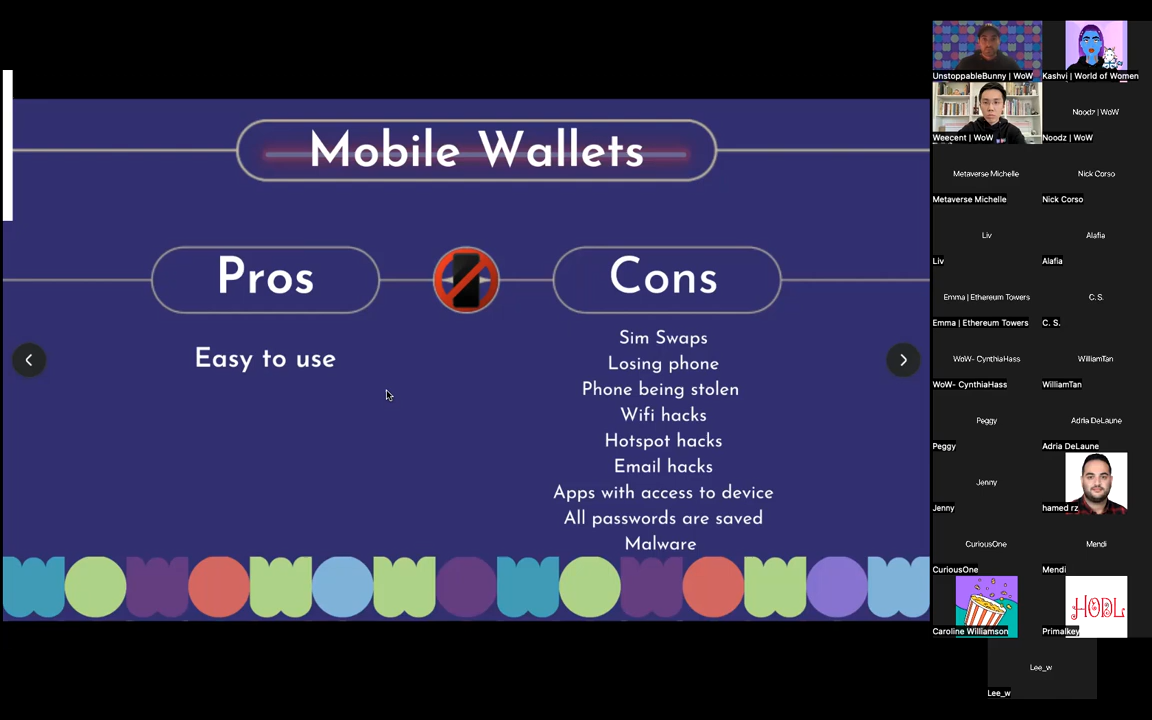 Mobile Wallets
Pros
Cons
Easy to use
Sim Swaps
Losing phone
Phone being stolen
Wifi hacks
Hotspot hacks
Email hacks
Apps with access to device
All passwords are saved
Malware
UnstoppableBunny | WoW
Kashvi | World of Women
Weecent | WoW
Noodz | WoW
Noodz | WoW
Metaverse Michelle
Metaverse Michelle
Nick Corso
Nick Corso
Liv
Liv
Alafia
Alafia
Emma | Ethereum Towers
Emma | Ethereum Towers
C. S.
C. S.
WoW- CynthiaHass
WoW- CynthiaHass
WilliamTan
WilliamTan
Peggy
Peggy
Adria DeLaune
Adria DeLaune
Jenny
Jenny
hamed rz
CuriousOne
CuriousOne
Mendi
Mendi
Caroline Williamson
HODL
Primalkey
Lee_w
Lee_w